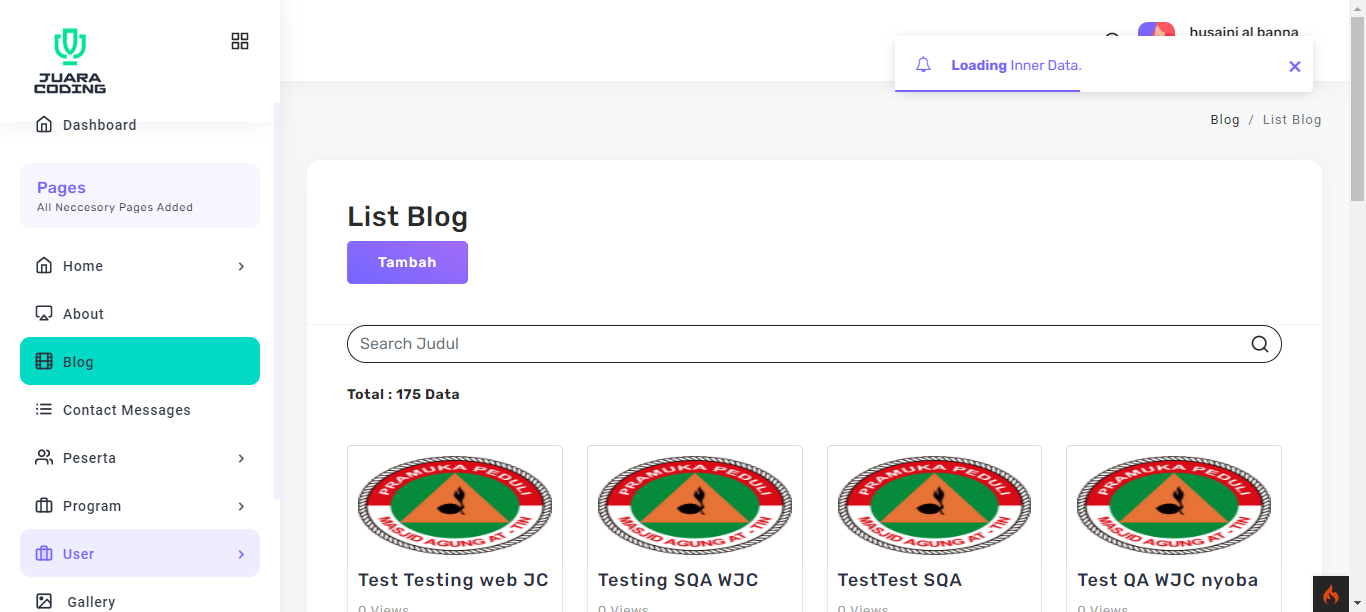 JUARA
CODING
husaini al banna
Loading Inner Data.
Blog / List Blog
Dashboard
Pages
All Neccesory Pages Added
Home
About
Blog
Contact Messages
Peserta
Program
User
Gallery
List Blog
Tambah
Search Judul
Total : 175 Data
PRAMUKA PEDULI
MASJID AGUNG AT - TIN
Test Testing web JC
0 Views
PRAMUKA PEDULI
MASJID AGUNG AT - TIN
Testing SQA WJC
0 Views
PRAMUKA PEDULI
MASJID AGUNG AT - TIN
TestTest SQA
0 Views
PRAMUKA PEDULI
MASJID AGUNG AT - TIN
Test QA WJC nyoba
0 Views